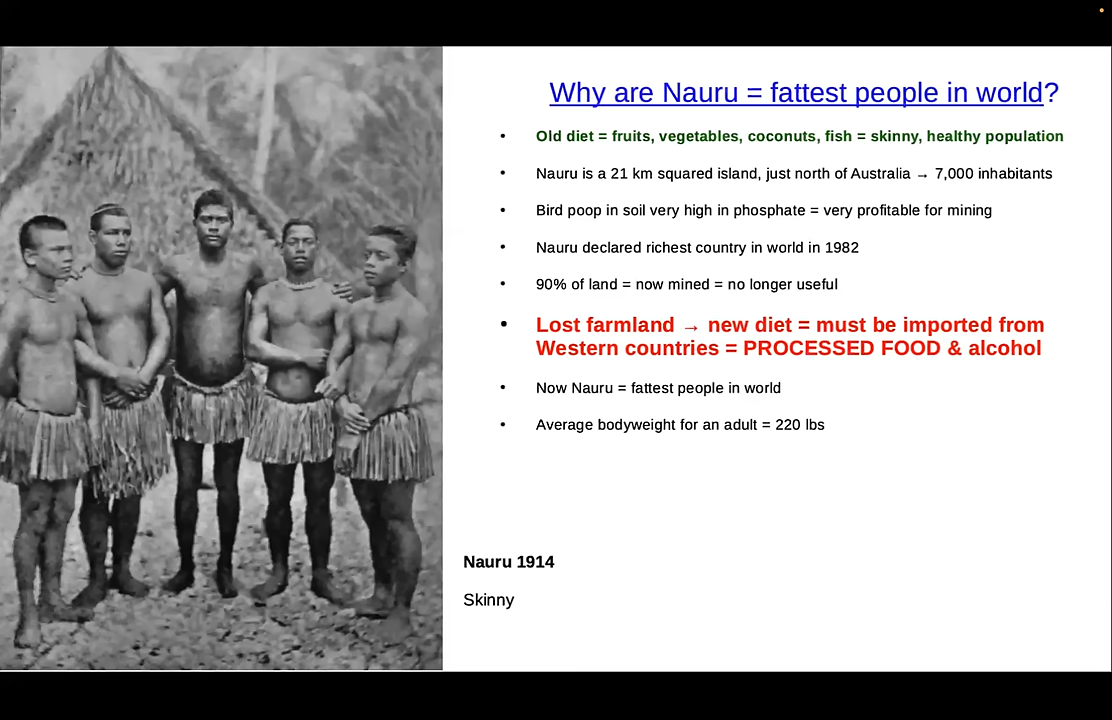 Why are Nauru = fattest people in world?
• Old diet = fruits, vegetables, coconuts, fish = skinny, healthy population
• Nauru is a 21 km squared island, just north of Australia → 7,000 inhabitants
• Bird poop in soil very high in phosphate = very profitable for mining
• Nauru declared richest country in world in 1982
• 90% of land = now mined = no longer useful
• Lost farmland → new diet = must be imported from
Western countries = PROCESSED FOOD & alcohol
• Now Nauru = fattest people in world
• Average bodyweight for an adult = 220 lbs
Nauru 1914
Skinny